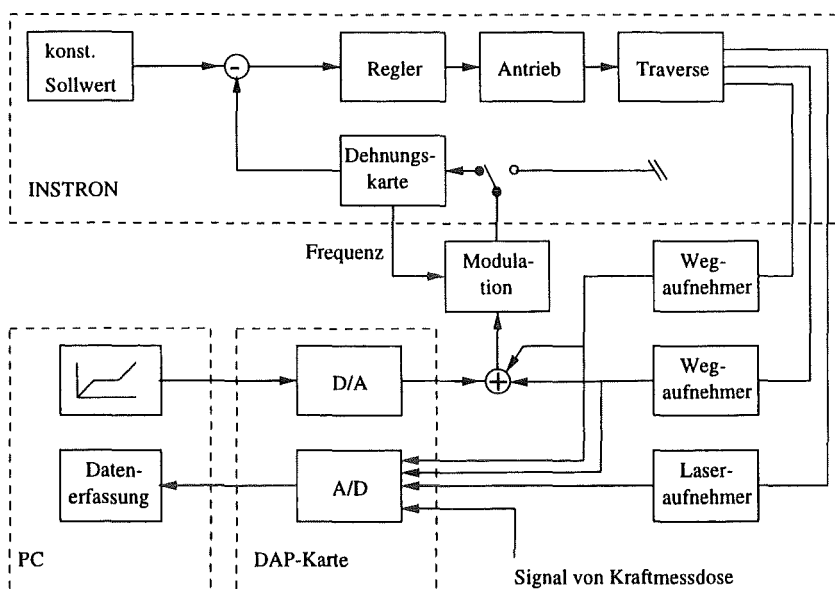 konst.
Sollwert
-
Regler
Antrieb
Traverse
Dehnungs-
karte
INSTRON
Frequenz
Modula-
tion
Weg-
aufnehmer
D/A
+
Weg-
aufnehmer
Daten-
erfassung
A/D
Laser-
aufnehmer
PC
DAP-Karte
Signal von Kraftmessdose